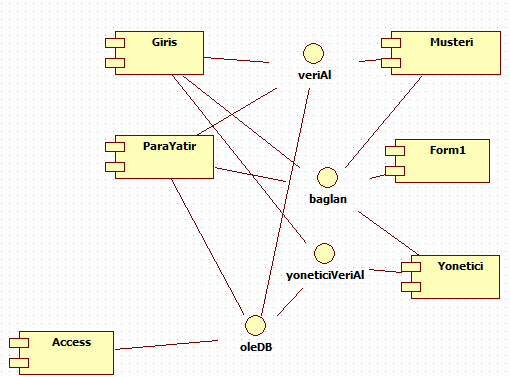 Giris
veriAl
Musteri
ParaYatir
Form1
baglan
yoneticiVeriAl
Yonetici
Access
oleDB